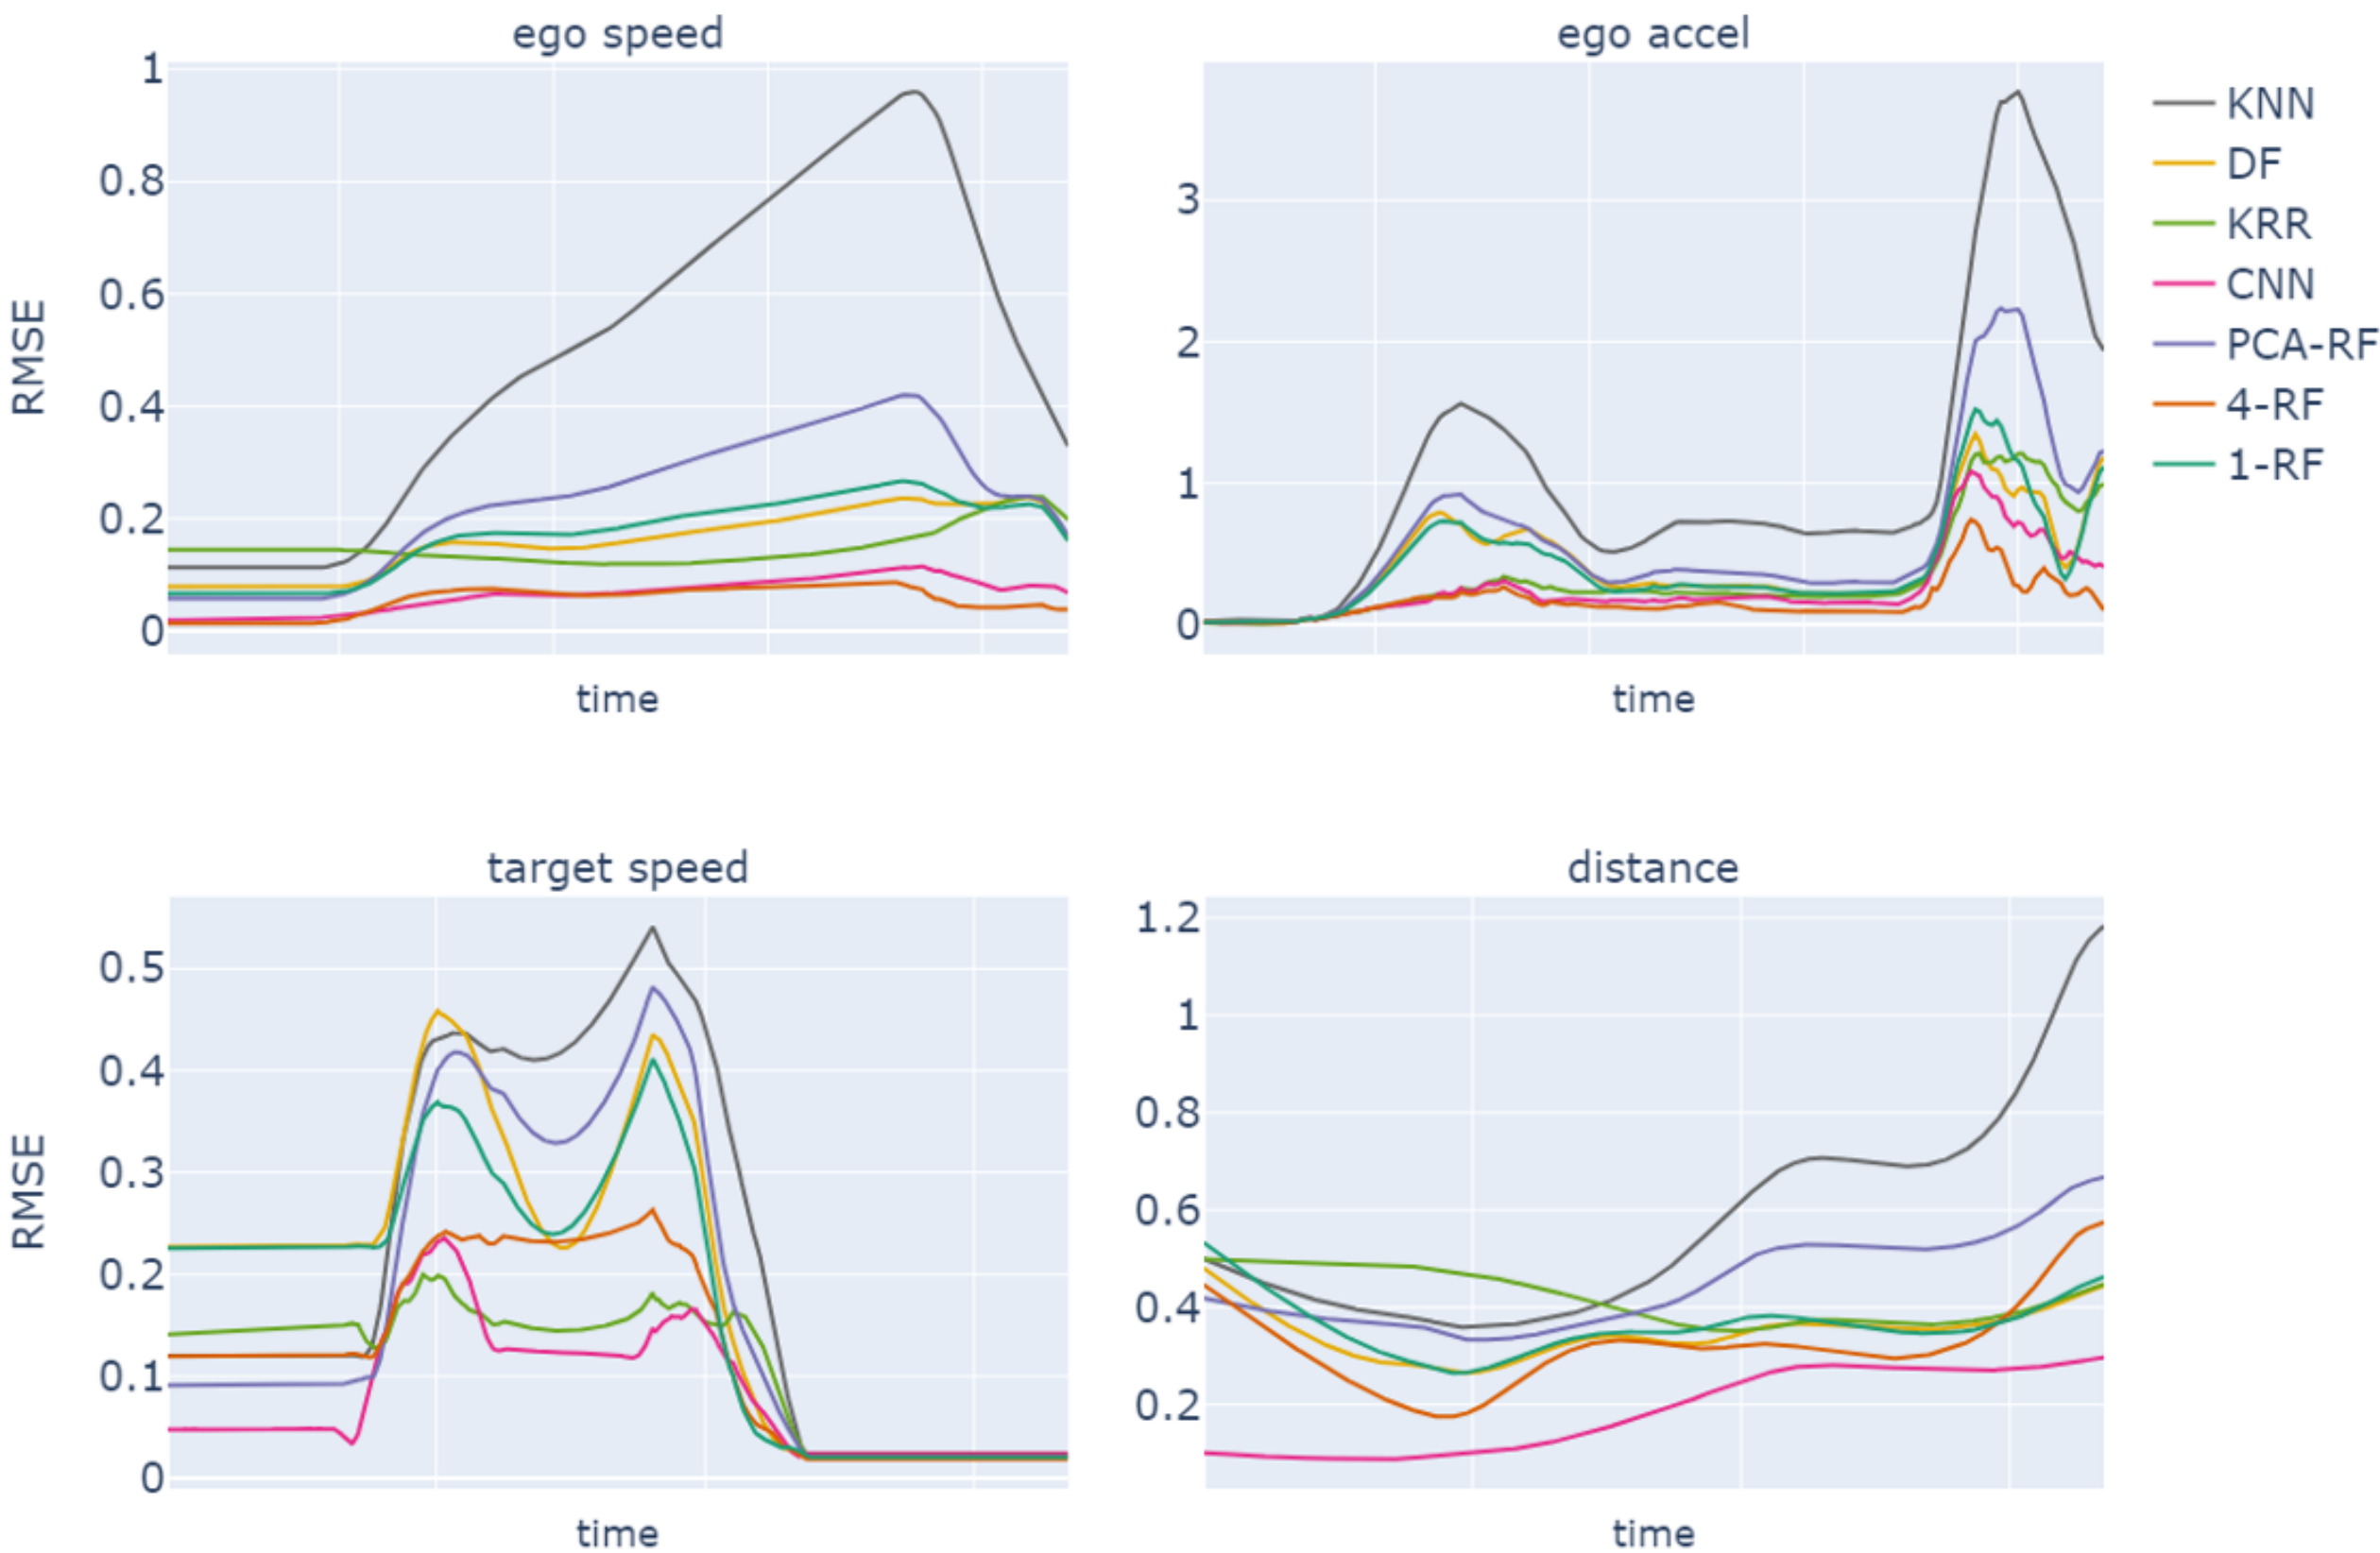 ego speed
ego accel
1
0.8
0.6
0.4
0.2
0
RMSE
time
3
2
1
0
time
KNN
DF
KRR
CNN
PCA-RF
4-RF
1-RF
target speed
distance
0.5
0.4
0.3
0.2
0.1
0
RMSE
time
1.2
1
0.8
0.6
0.4
0.2
time